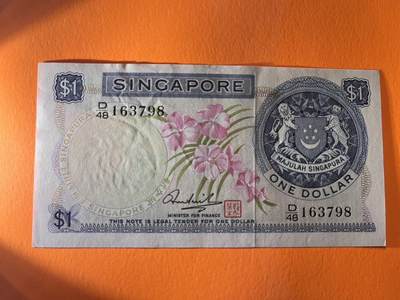 $1
SINGAPORE
$1
D/48 163798
MAJULAH SINGAPURA
ONE DOLLAR
$1
MINISTER FOR FINANCE
THIS NOTE IS LEGAL TENDER FOR ONE DOLLAR
D/48 163798